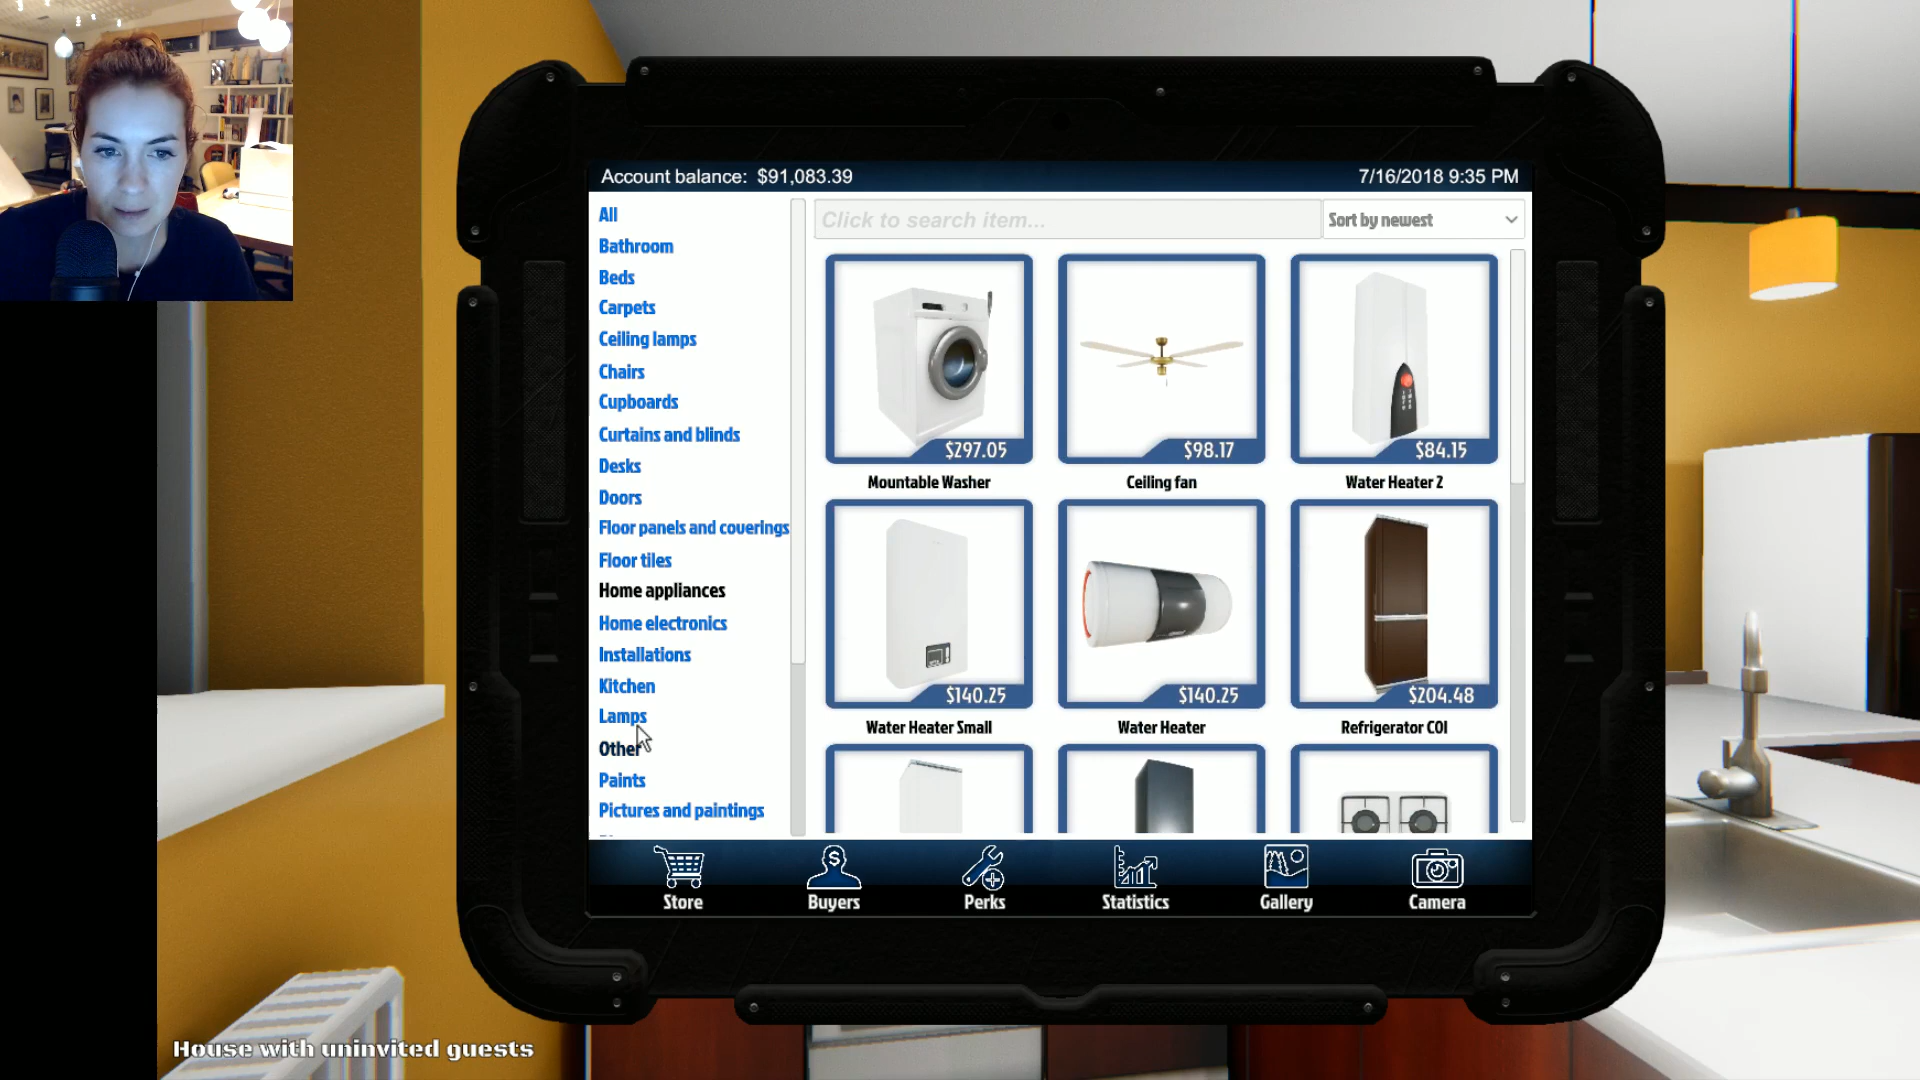 Account balance: $91,083.39
7/16/2018 9:35 PM
All
Bathroom
Beds
Carpets
Ceiling lamps
Chairs
Cupboards
Curtains and blinds
Desks
Doors
Floor panels and coverings
Floor tiles
Home appliances
Home electronics
Installations
Kitchen
Lamps
Other
Paints
Pictures and paintings
Click to search item...
Sort by newest
$297.05
$98.17
$84.15
Mountable Washer
Ceiling fan
Water Heater 2
$140.25
$140.25
$204.48
Water Heater Small
Water Heater
Refrigerator C01
Store
Buyers
Perks
Statistics
Gallery
Camera
House with uninvited guests